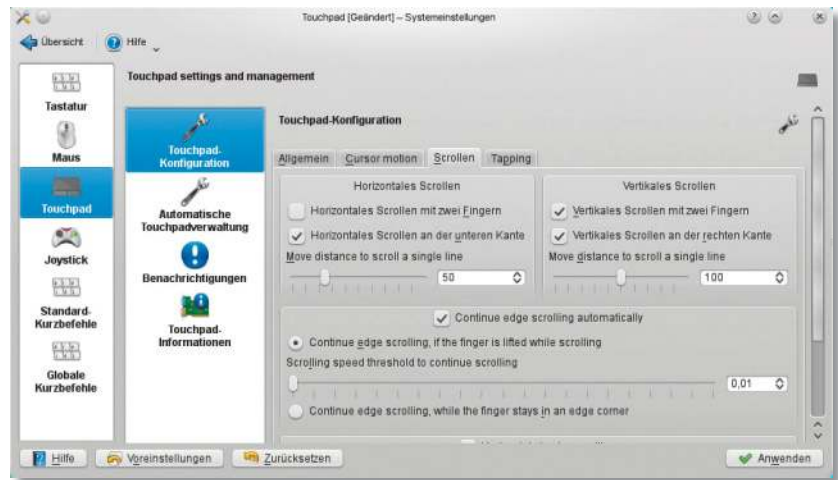 Touchpad [Geändert] – Systemeinstellungen
Übersicht Hilfe
Tastatur
Maus
Touchpad
Joystick
Standard-
Kurzbefehle
Globale
Kurzbefehle
Touchpad settings and management
Touchpad-
Konfiguration
Automatische
Touchpadverwaltung
Benachrichtigungen
Touchpad-
Informationen
Touchpad-Konfiguration
Allgemein Cursor motion Scrollen Tapping
Horizontales Scrollen
Horizontales Scrollen mit zwei Fingern
Horizontales Scrollen an der unteren Kante
Move distance to scroll a single line
50
Vertikales Scrollen
Vertikales Scrollen mit zwei Fingern
Vertikales Scrollen an der rechten Kante
Move distance to scroll a single line
100
Continue edge scrolling automatically
Continue edge scrolling, if the finger is lifted while scrolling
Scrolling speed threshold to continue scrolling
0,01
Continue edge scrolling, while the finger stays in an edge corner
Hilfe Voreinstellungen Zurücksetzen Anwenden